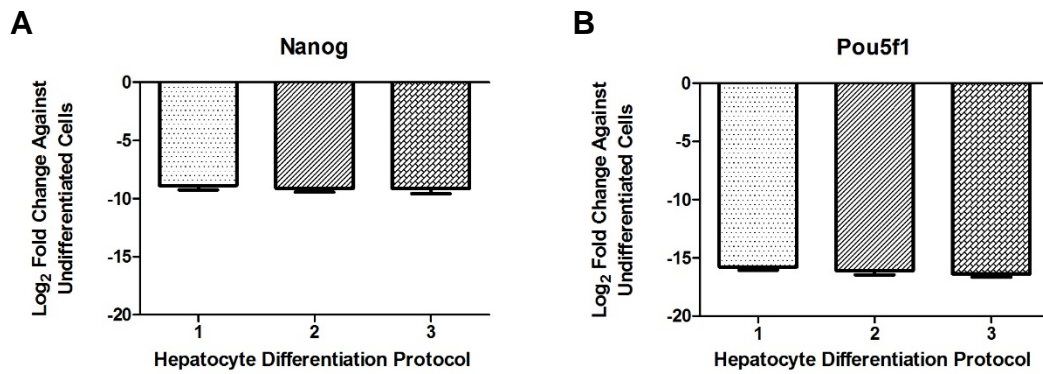 A
Nanog
0
-5
-10
-15
-20
Log2 Fold Change Against
Undifferentiated Cells
1 2 3
Hepatocyte Differentiation Protocol
B
Pou5f1
0
-5
-10
-15
-20
Log2 Fold Change Against
Undifferentiated Cells
1 2 3
Hepatocyte Differentiation Protocol